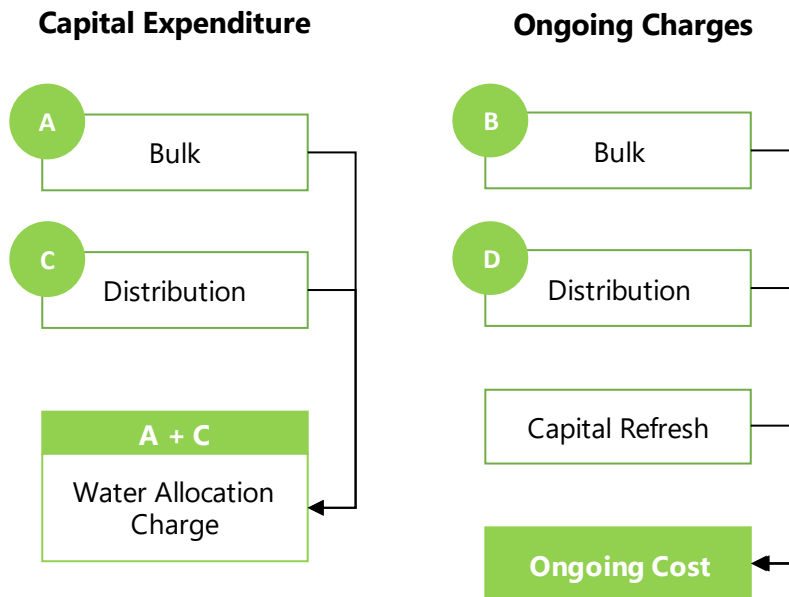 Capital Expenditure
A
Bulk
C
Distribution
A + C
Water Allocation
Charge
Ongoing Charges
B
Bulk
D
Distribution
Capital Refresh
Ongoing Cost